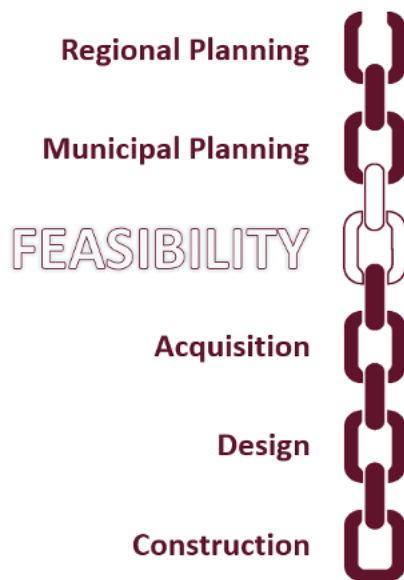 Regional Planning
Municipal Planning
FEASIBILITY
Acquisition
Design
Construction